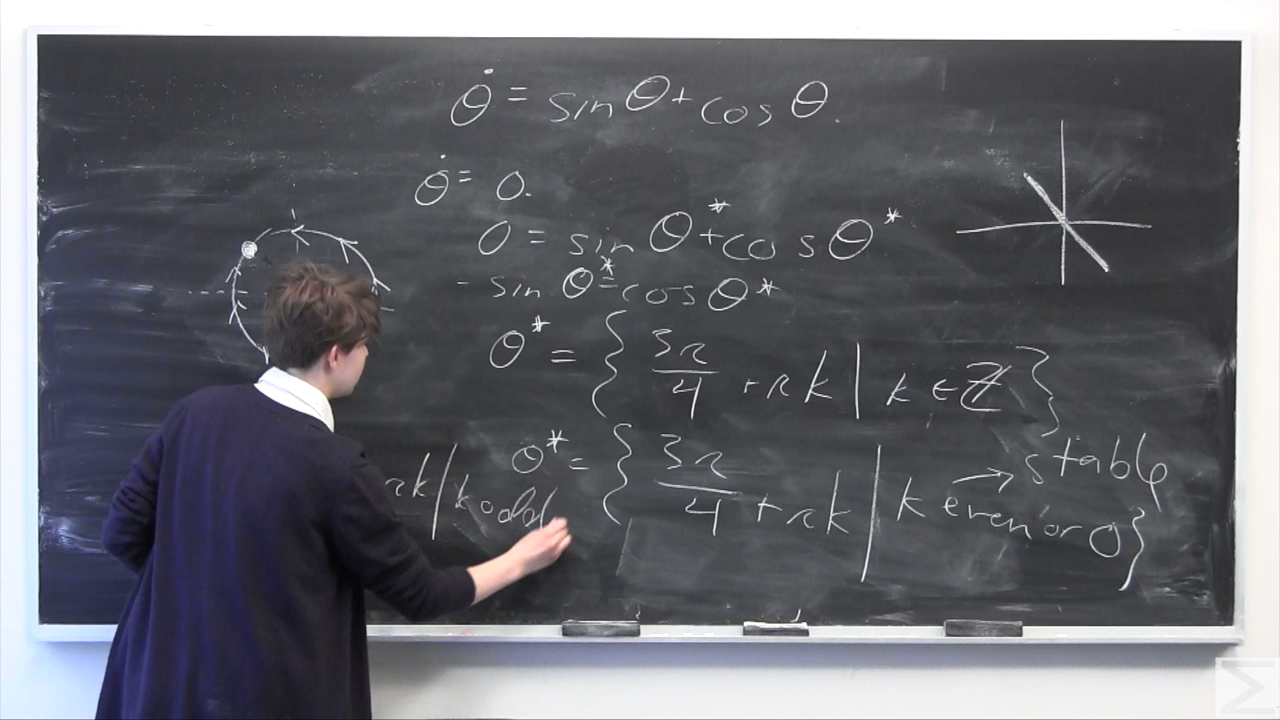 θ̇ = sin θ + cos θ.
θ̇ = 0.
0 = sin θ* + cos θ*
- sin θ* = cos θ*
θ* = { 3π/4 + πk | k ∈ ℤ }
θ* = { 3π/4 + πk | k even or 0 } → stable
πk | k odd
Σ